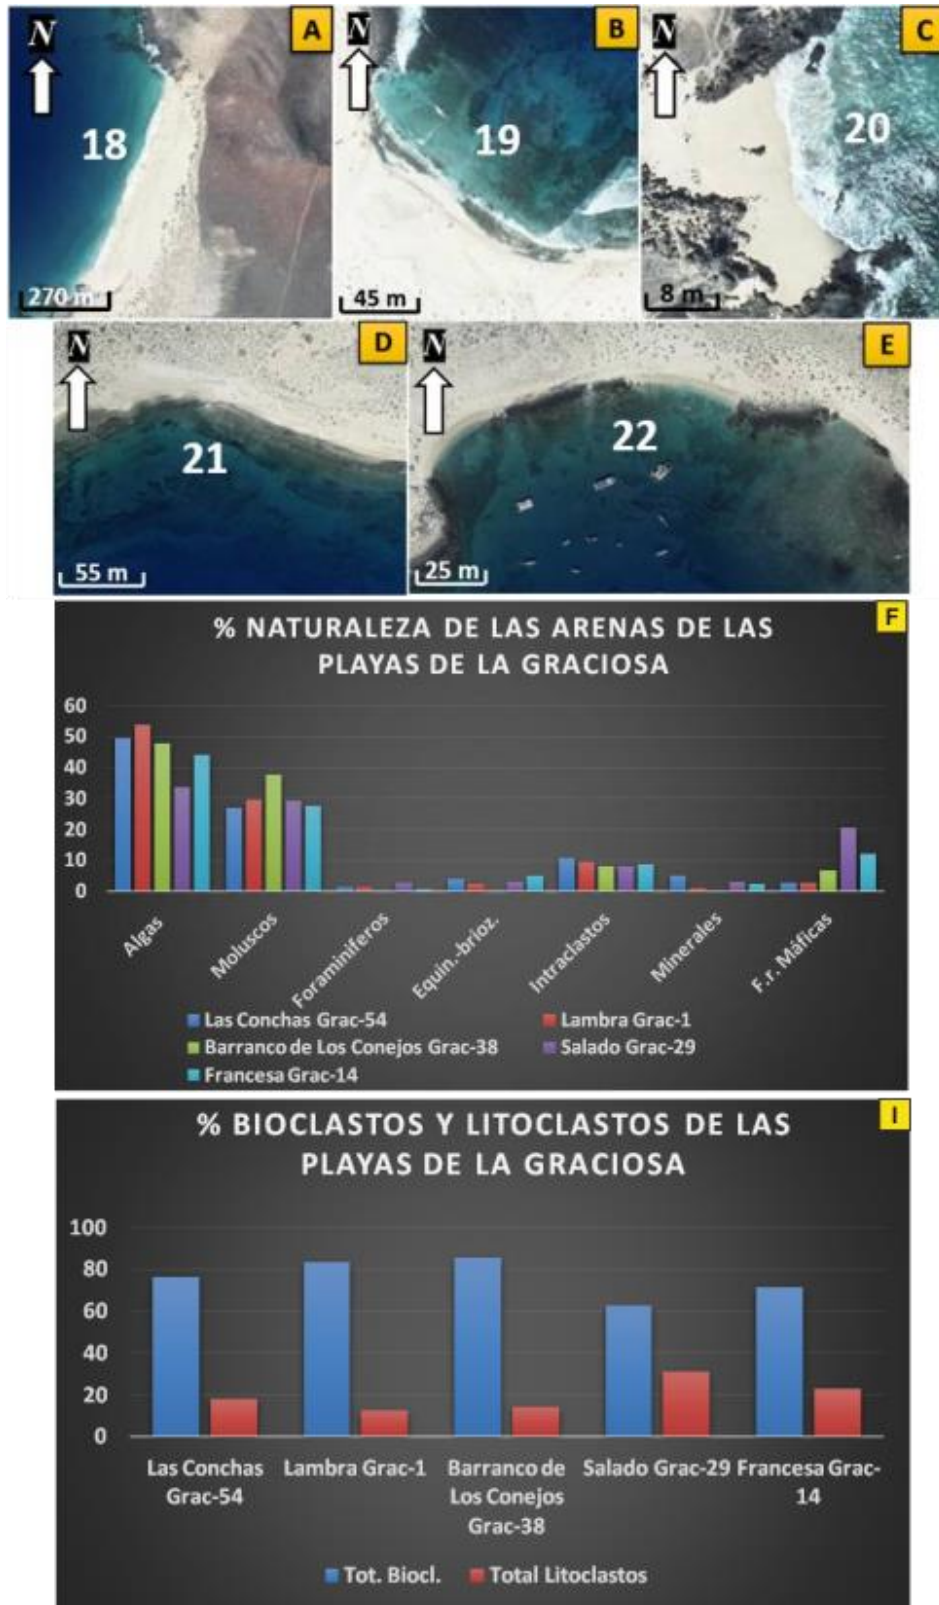 N A
18
270 m
N B
19
45 m
N C
20
8 m
N D
21
55 m
N E
22
25 m
% NATURALEZA DE LAS ARENAS DE LAS F
PLAYAS DE LA GRACIOSA
60
50
40
30
20
10
0
Algas
Moluscos
Foraminiferos
Equin.-brioz.
Intraclastos
Minerales
F.r. Máficas
Las Conchas Grac-54
Lambra Grac-1
Barranco de Los Conejos Grac-38
Salado Grac-29
Francesa Grac-14
% BIOCLASTOS Y LITOCLASTOS DE LAS I
PLAYAS DE LA GRACIOSA
100
80
60
40
20
0
Las Conchas
Grac-54
Lambra Grac-1
Barranco de
Los Conejos
Grac-38
Salado Grac-29
Francesa Grac-
14
Tot. Biocl.
Total Litoclastos